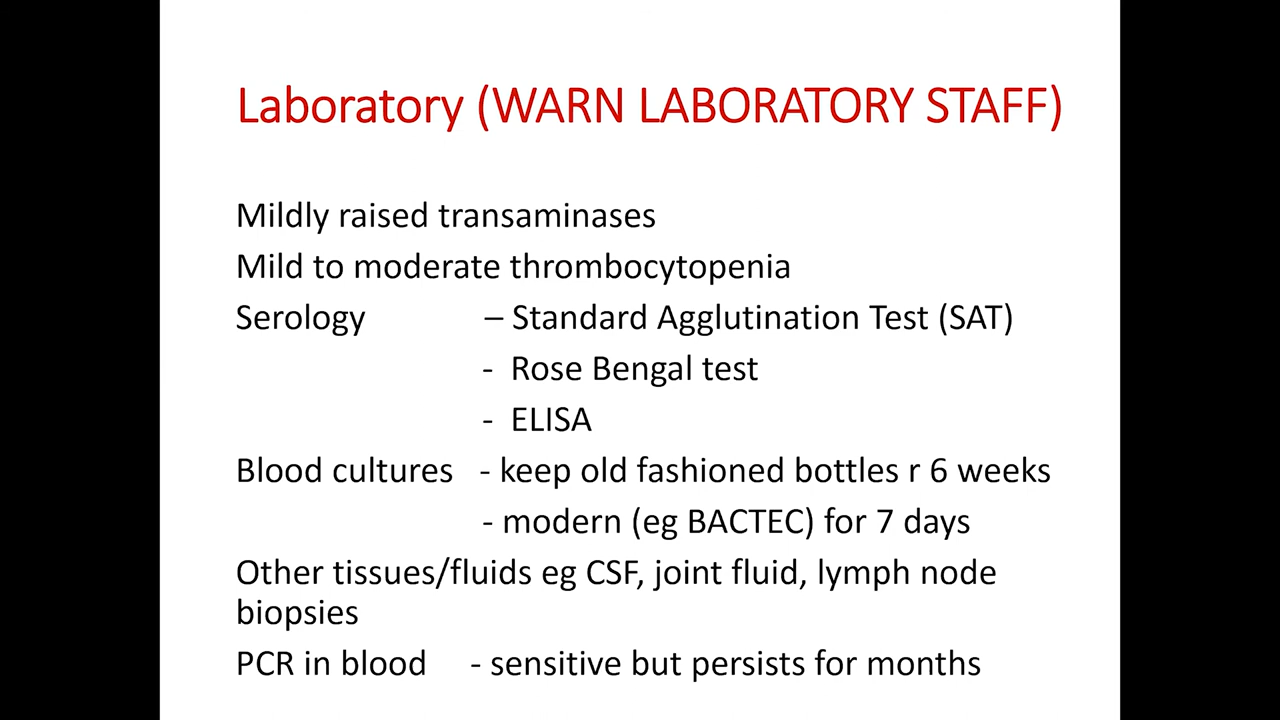 Laboratory (WARN LABORATORY STAFF)
Mildly raised transaminases
Mild to moderate thrombocytopenia
Serology – Standard Agglutination Test (SAT)
- Rose Bengal test
- ELISA
Blood cultures - keep old fashioned bottles r 6 weeks
- modern (eg BACTEC) for 7 days
Other tissues/fluids eg CSF, joint fluid, lymph node
biopsies
PCR in blood - sensitive but persists for months